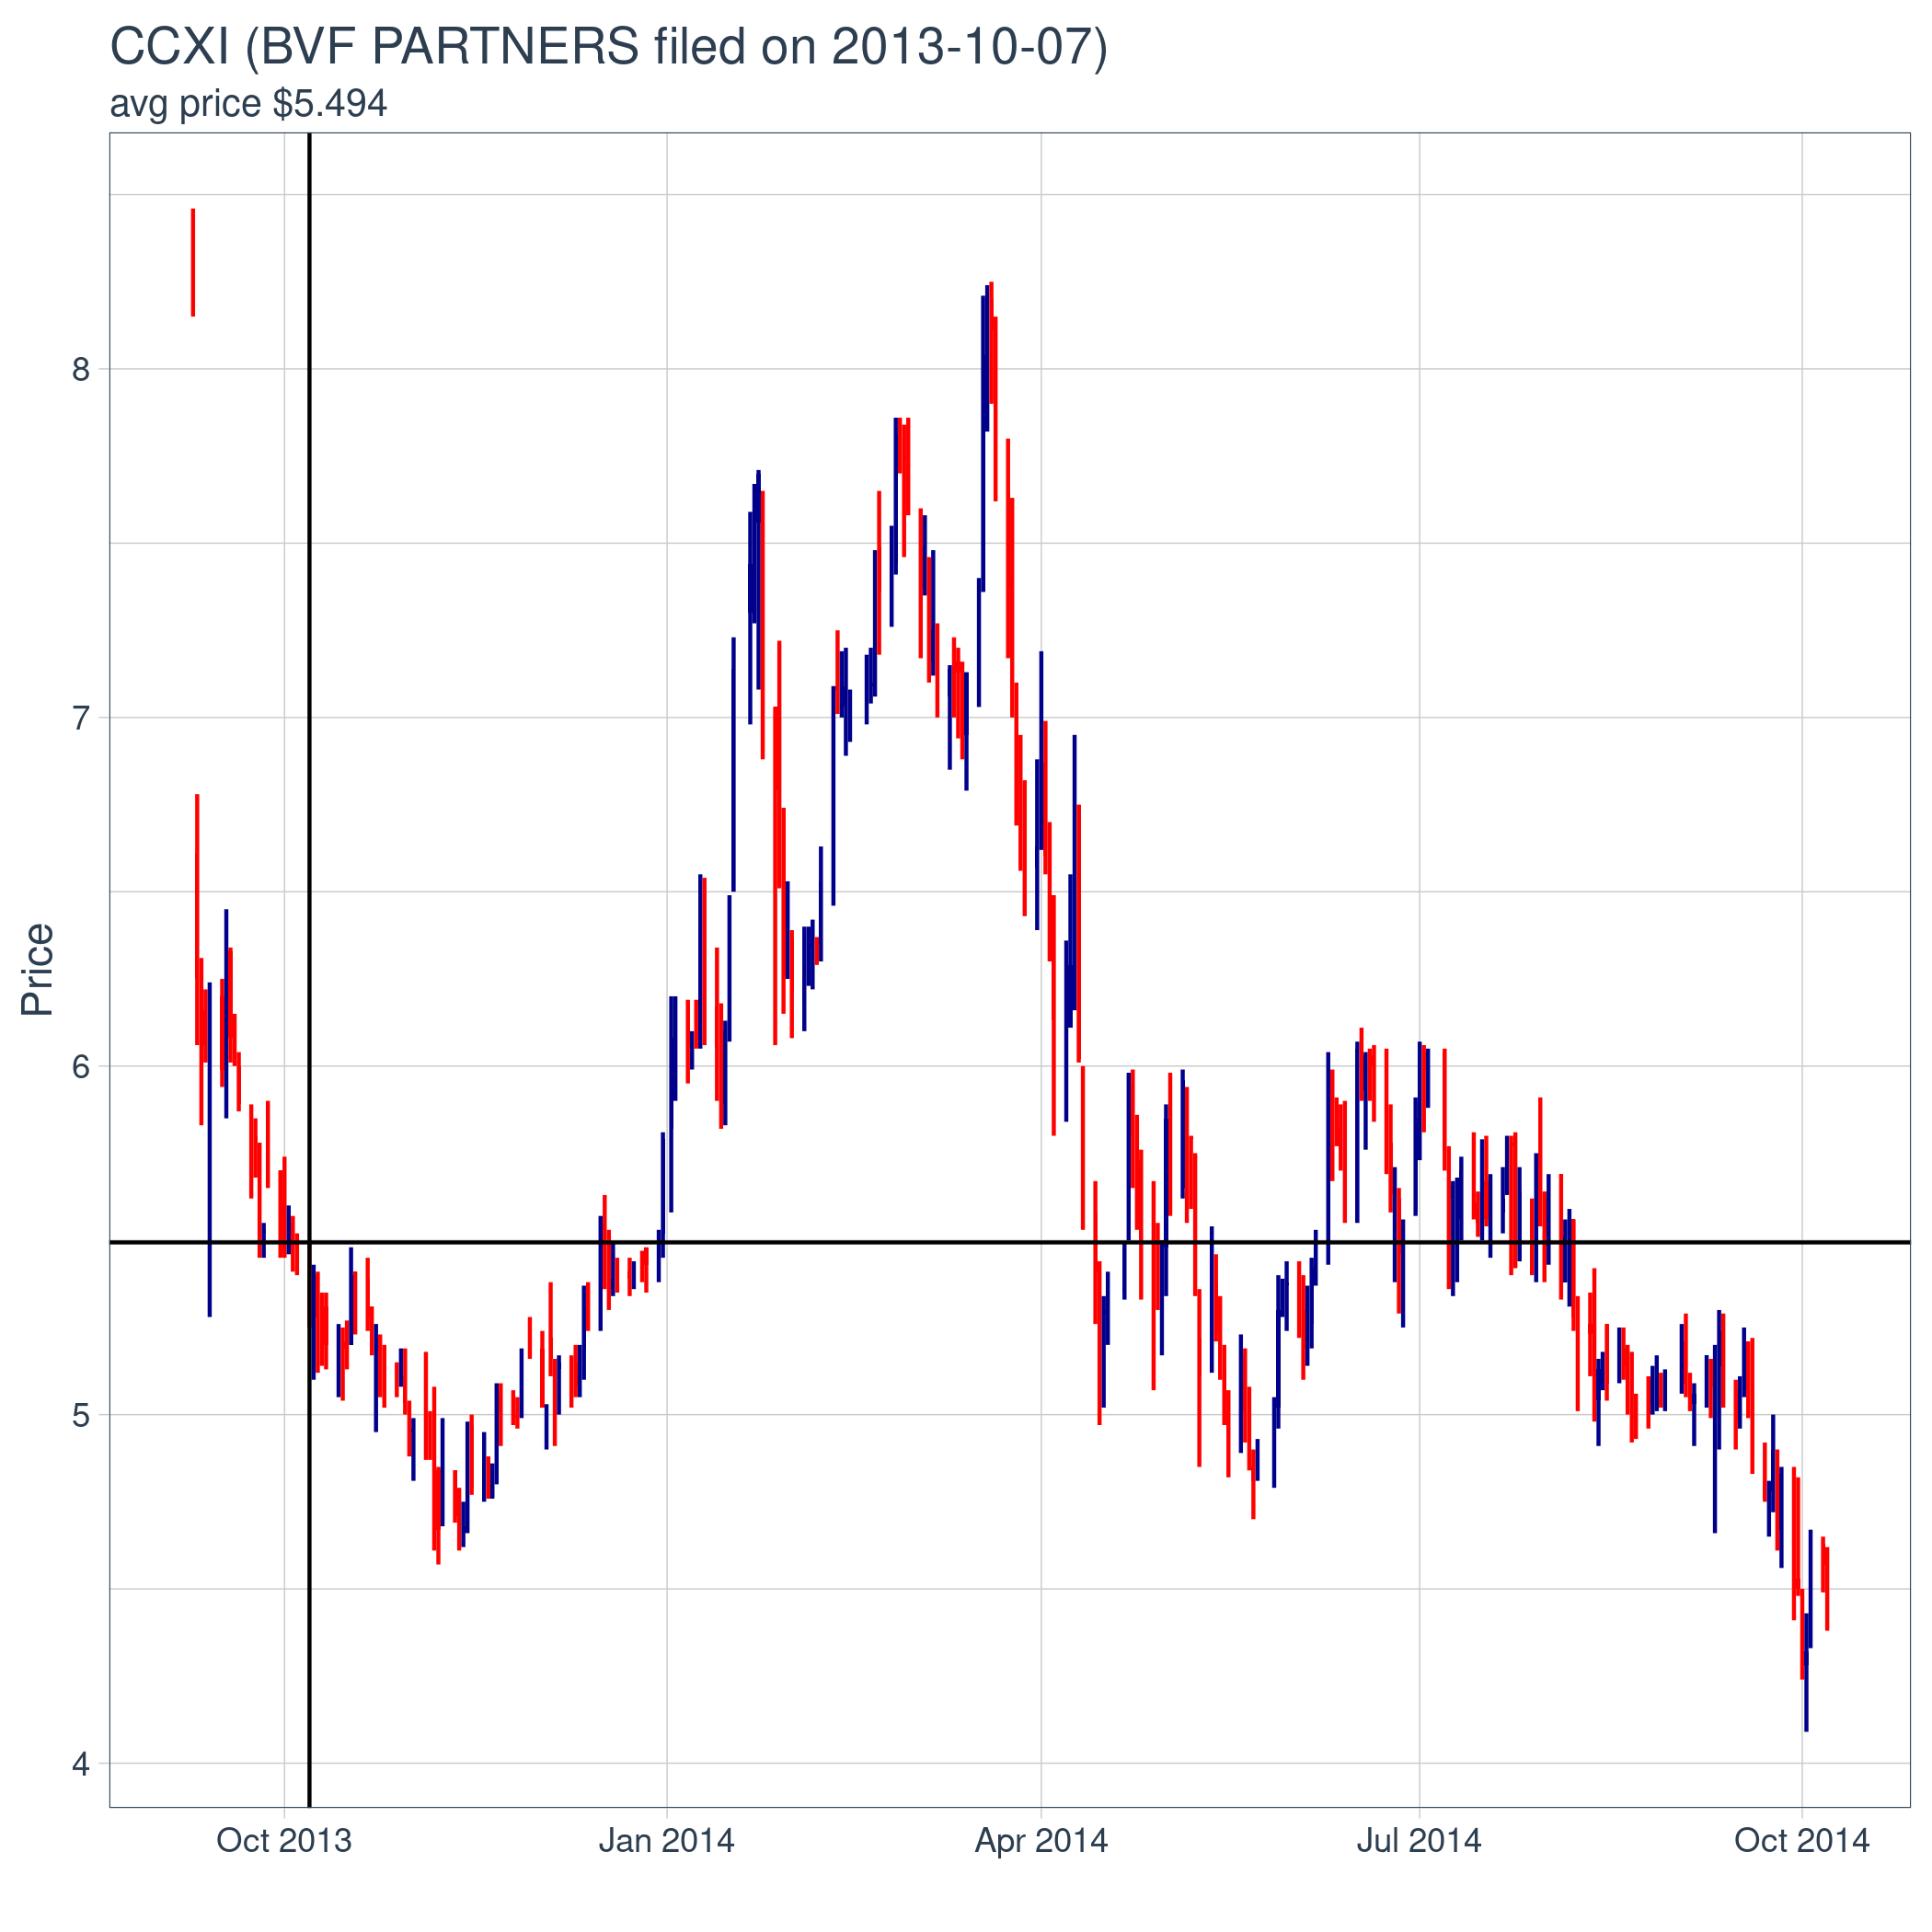 CCXI (BVF PARTNERS filed on 2013-10-07)
avg price $5.494
8
7
6
5
4
Price
Oct 2013
Jan 2014
Apr 2014
Jul 2014
Oct 2014